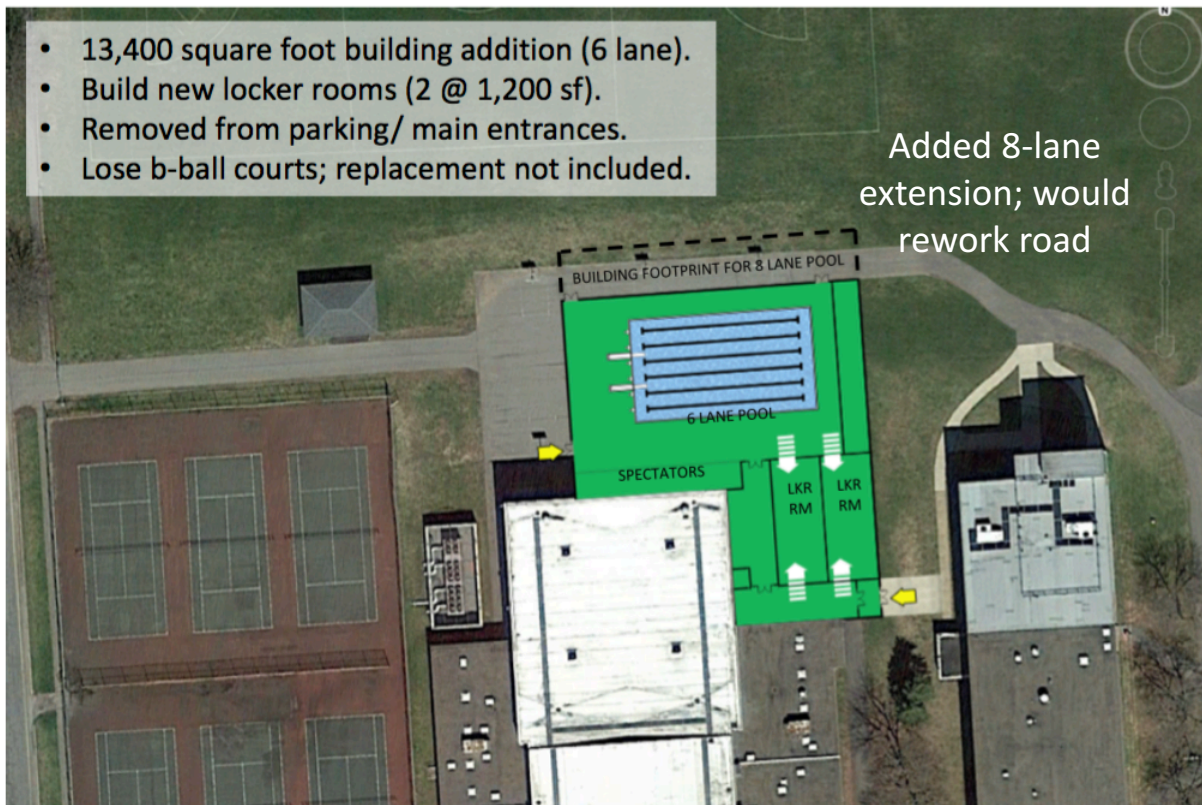 • 13,400 square foot building addition (6 lane).
• Build new locker rooms (2 @ 1,200 sf).
• Removed from parking/ main entrances.
• Lose b-ball courts; replacement not included.
N
Added 8-lane
extension; would
rework road
BUILDING FOOTPRINT FOR 8 LANE POOL
6 LANE POOL
SPECTATORS
LKR
RM
LKR
RM